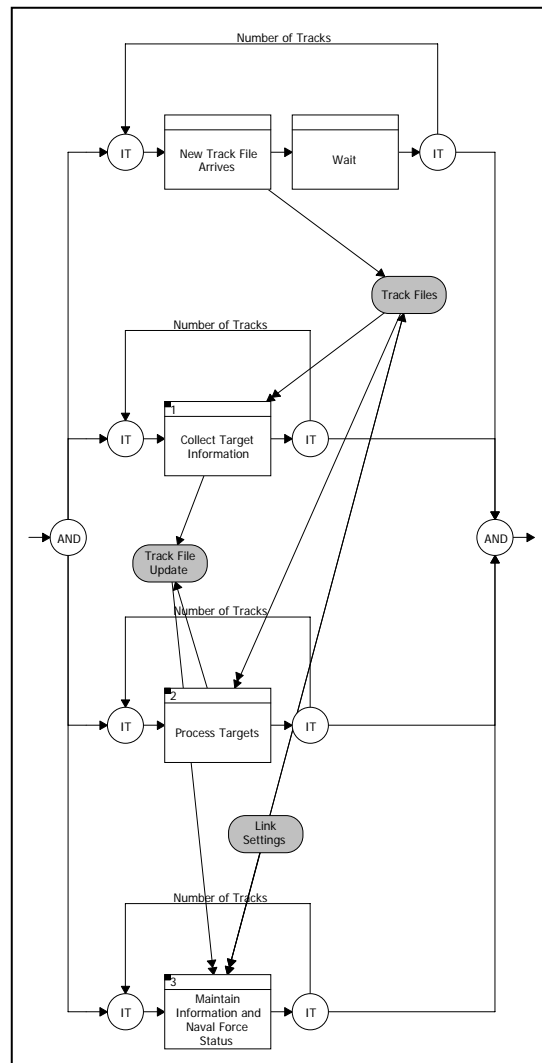 Number of Tracks
IT
New Track File
Arrives
Wait
IT
Track Files
Number of Tracks
1
IT
Collect Target
Information
IT
AND
AND
Track File
Update
Number of Tracks
2
IT
Process Targets
IT
Link
Settings
Number of Tracks
3
IT
Maintain
Information and
Naval Force
Status
IT